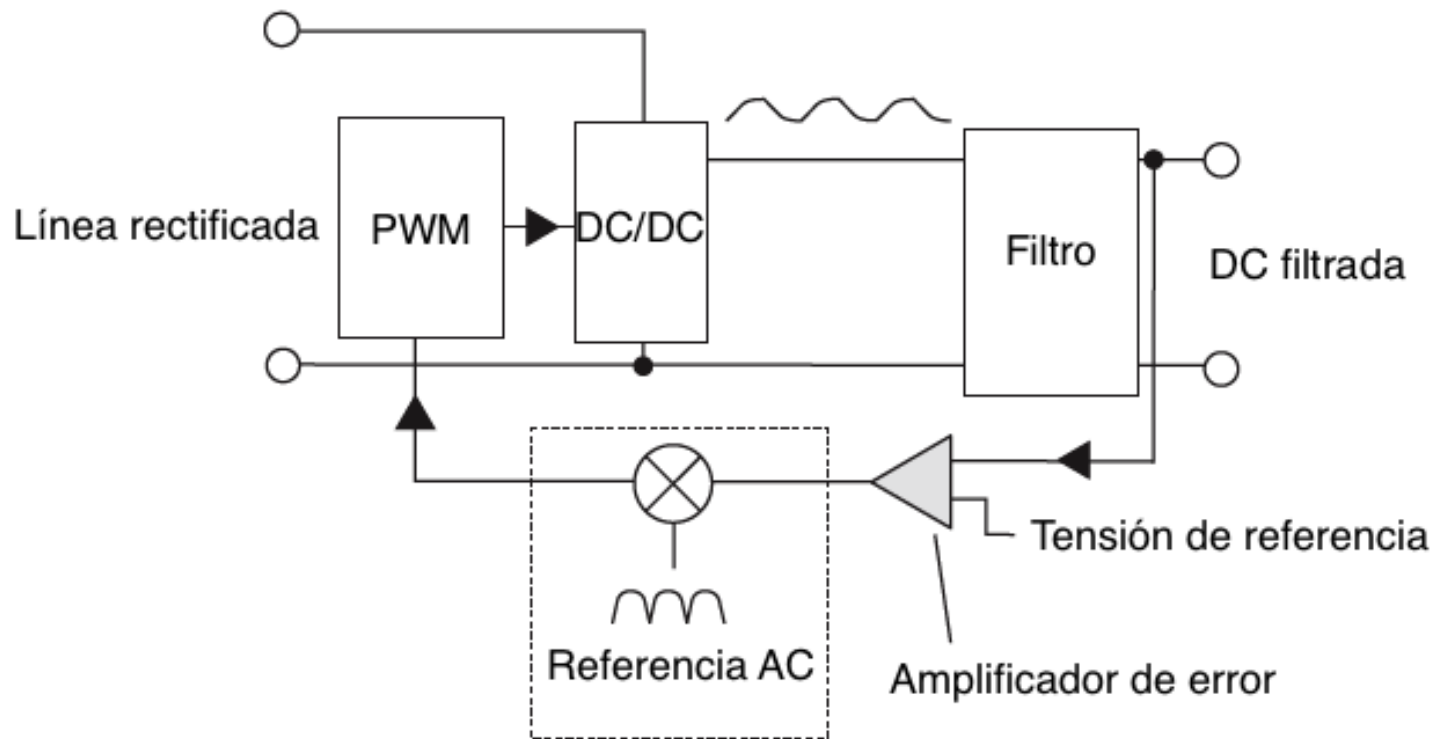 Línea rectificada
PWM
DC/DC
Filtro
DC filtrada
Tensión de referencia
Referencia AC
Amplificador de error